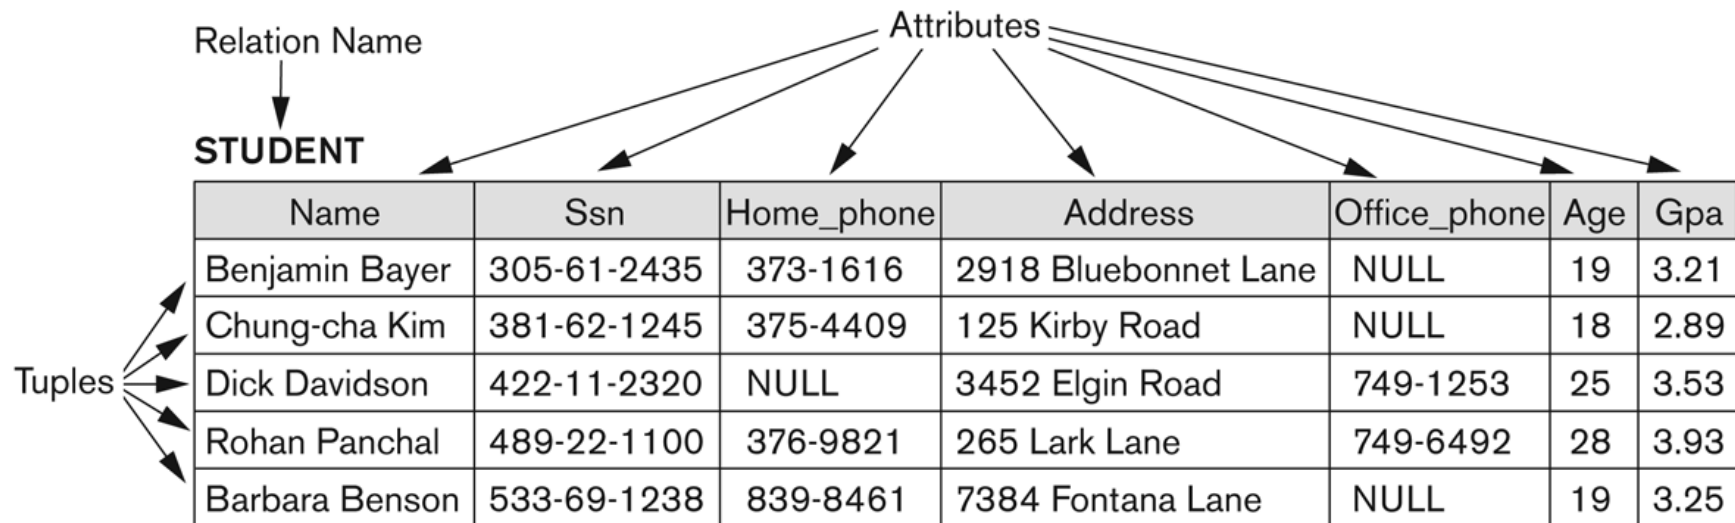 Attributes
Relation Name
STUDENT
Name Ssn Home_phone Address Office_phone Age Gpa
Benjamin Bayer 305-61-2435 373-1616 2918 Bluebonnet Lane NULL 19 3.21
Chung-cha Kim 381-62-1245 375-4409 125 Kirby Road NULL 18 2.89
Tuples Dick Davidson 422-11-2320 NULL 3452 Elgin Road 749-1253 25 3.53
Rohan Panchal 489-22-1100 376-9821 265 Lark Lane 749-6492 28 3.93
Barbara Benson 533-69-1238 839-8461 7384 Fontana Lane NULL 19 3.25